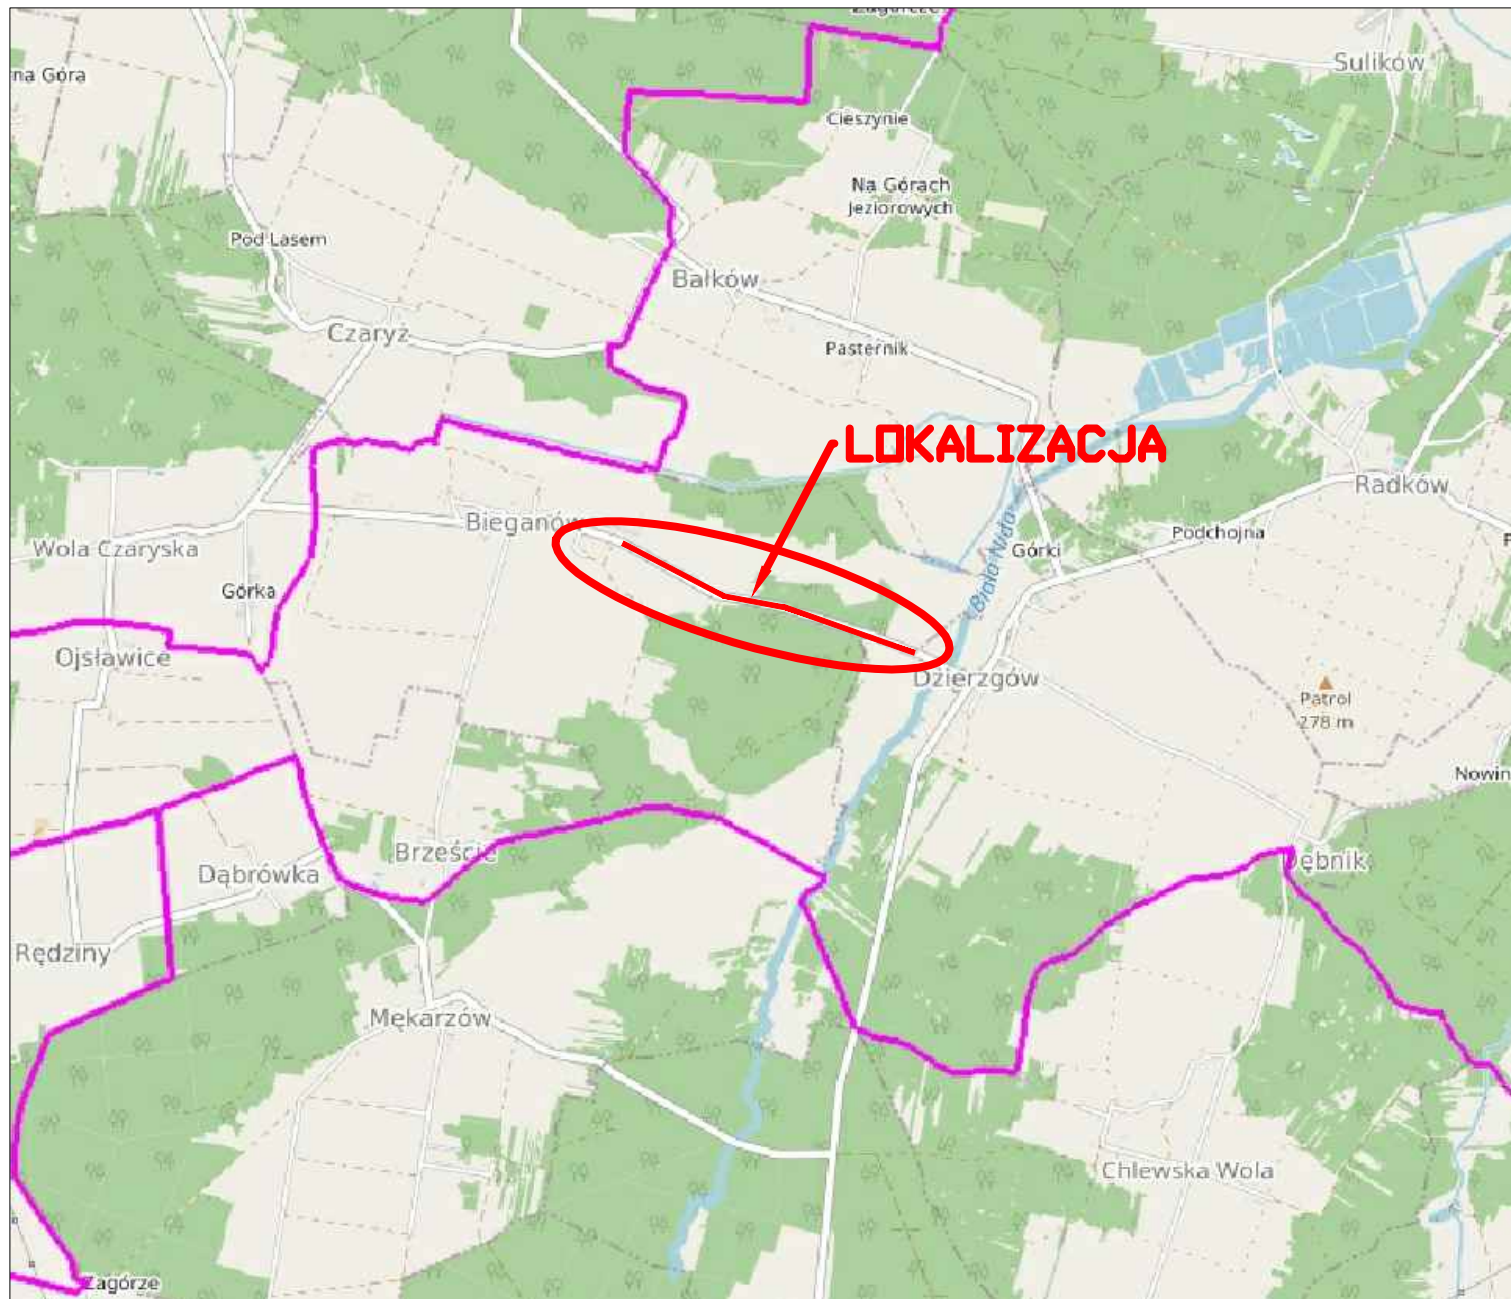 Zagórze
na Góra
Sulików
Cieszynie
Na Górach
Jeziorowych
Pod Lasem
Bałków
Czaryż
Pasternik
LOKALIZACJA
Radków
Bieganów
Podchojna
Wola Czaryska
Górki
Biała Nida
Górka
Ojsławice
Dzierzgów
Patrol
278 m
Nowin
Brzeście
Dębnik
Dąbrówka
Rędziny
Mękarzów
Chlewska Wola
Zagórze